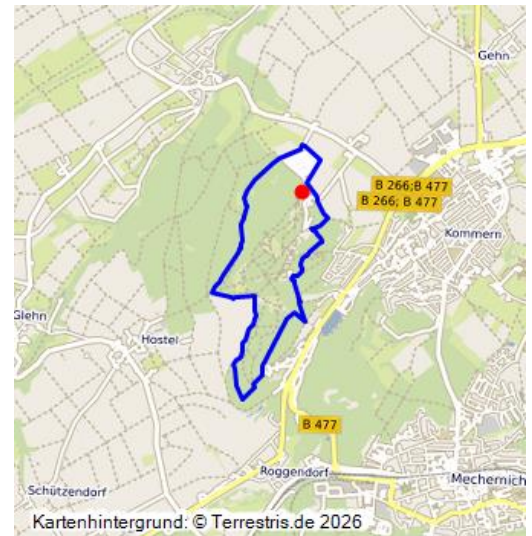 Gehn
B 266;B 477
B 266; B 477
Kommern
Glehn
Hostel
B 477
Roggendorf
Mechernich
Schützendorf
Kartenhintergrund: © Terrestris.de 2026